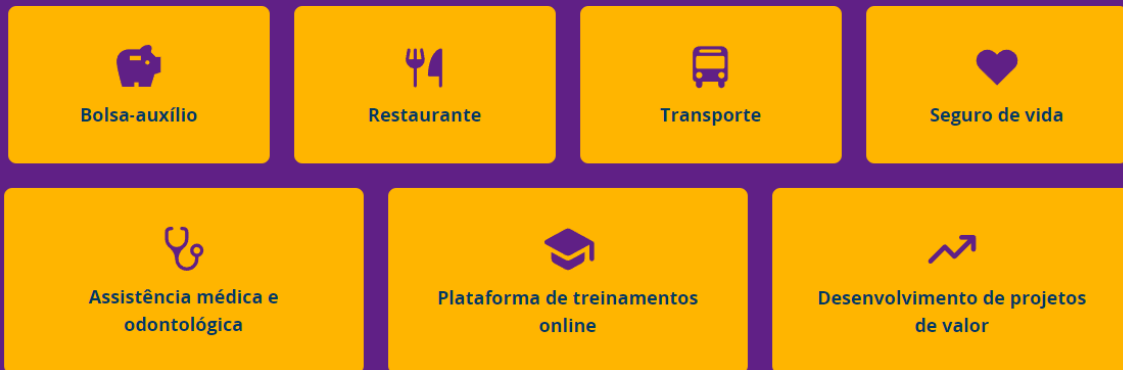 Bolsa-auxílio
Restaurante
Transporte
Seguro de vida
Assistência médica e
odontológica
Plataforma de treinamentos
online
Desenvolvimento de projetos
de valor